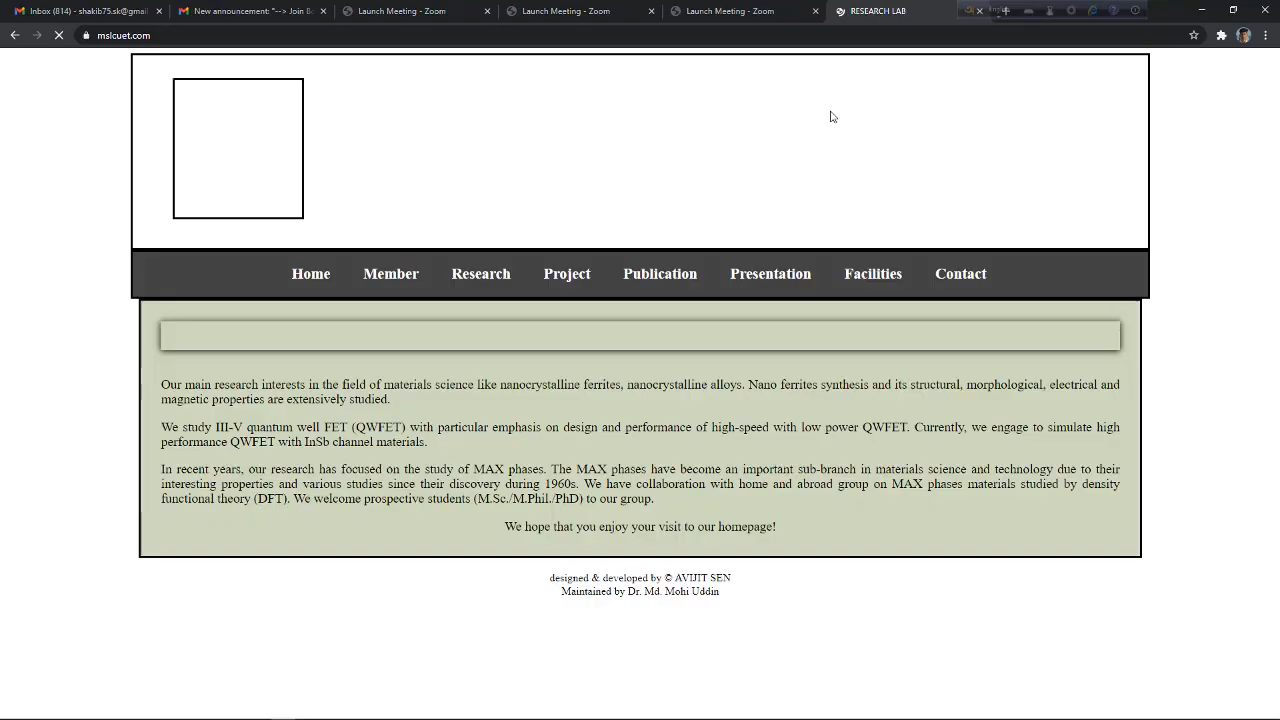 Inbox (814) - shakib75.sk@gmail
New announcement: "--> Join B
Launch Meeting - Zoom
Launch Meeting - Zoom
Launch Meeting - Zoom
RESEARCH LAB
mslcuet.com
Home Member Research Project Publication Presentation Facilities Contact
Our main research interests in the field of materials science like nanocrystalline ferrites, nanocrystalline alloys. Nano ferrites synthesis and its structural, morphological, electrical and
magnetic properties are extensively studied.
We study III-V quantum well FET (QWFET) with particular emphasis on design and performance of high-speed with low power QWFET. Currently, we engage to simulate high
performance QWFET with InSb channel materials.
In recent years, our research has focused on the study of MAX phases. The MAX phases have become an important sub-branch in materials science and technology due to their
interesting properties and various studies since their discovery during 1960s. We have collaboration with home and abroad group on MAX phases materials studied by density
functional theory (DFT). We welcome prospective students (M.Sc./M.Phil./PhD) to our group.
We hope that you enjoy your visit to our homepage!
designed & developed by © AVIJIT SEN
Maintained by Dr. Md. Mohi Uddin